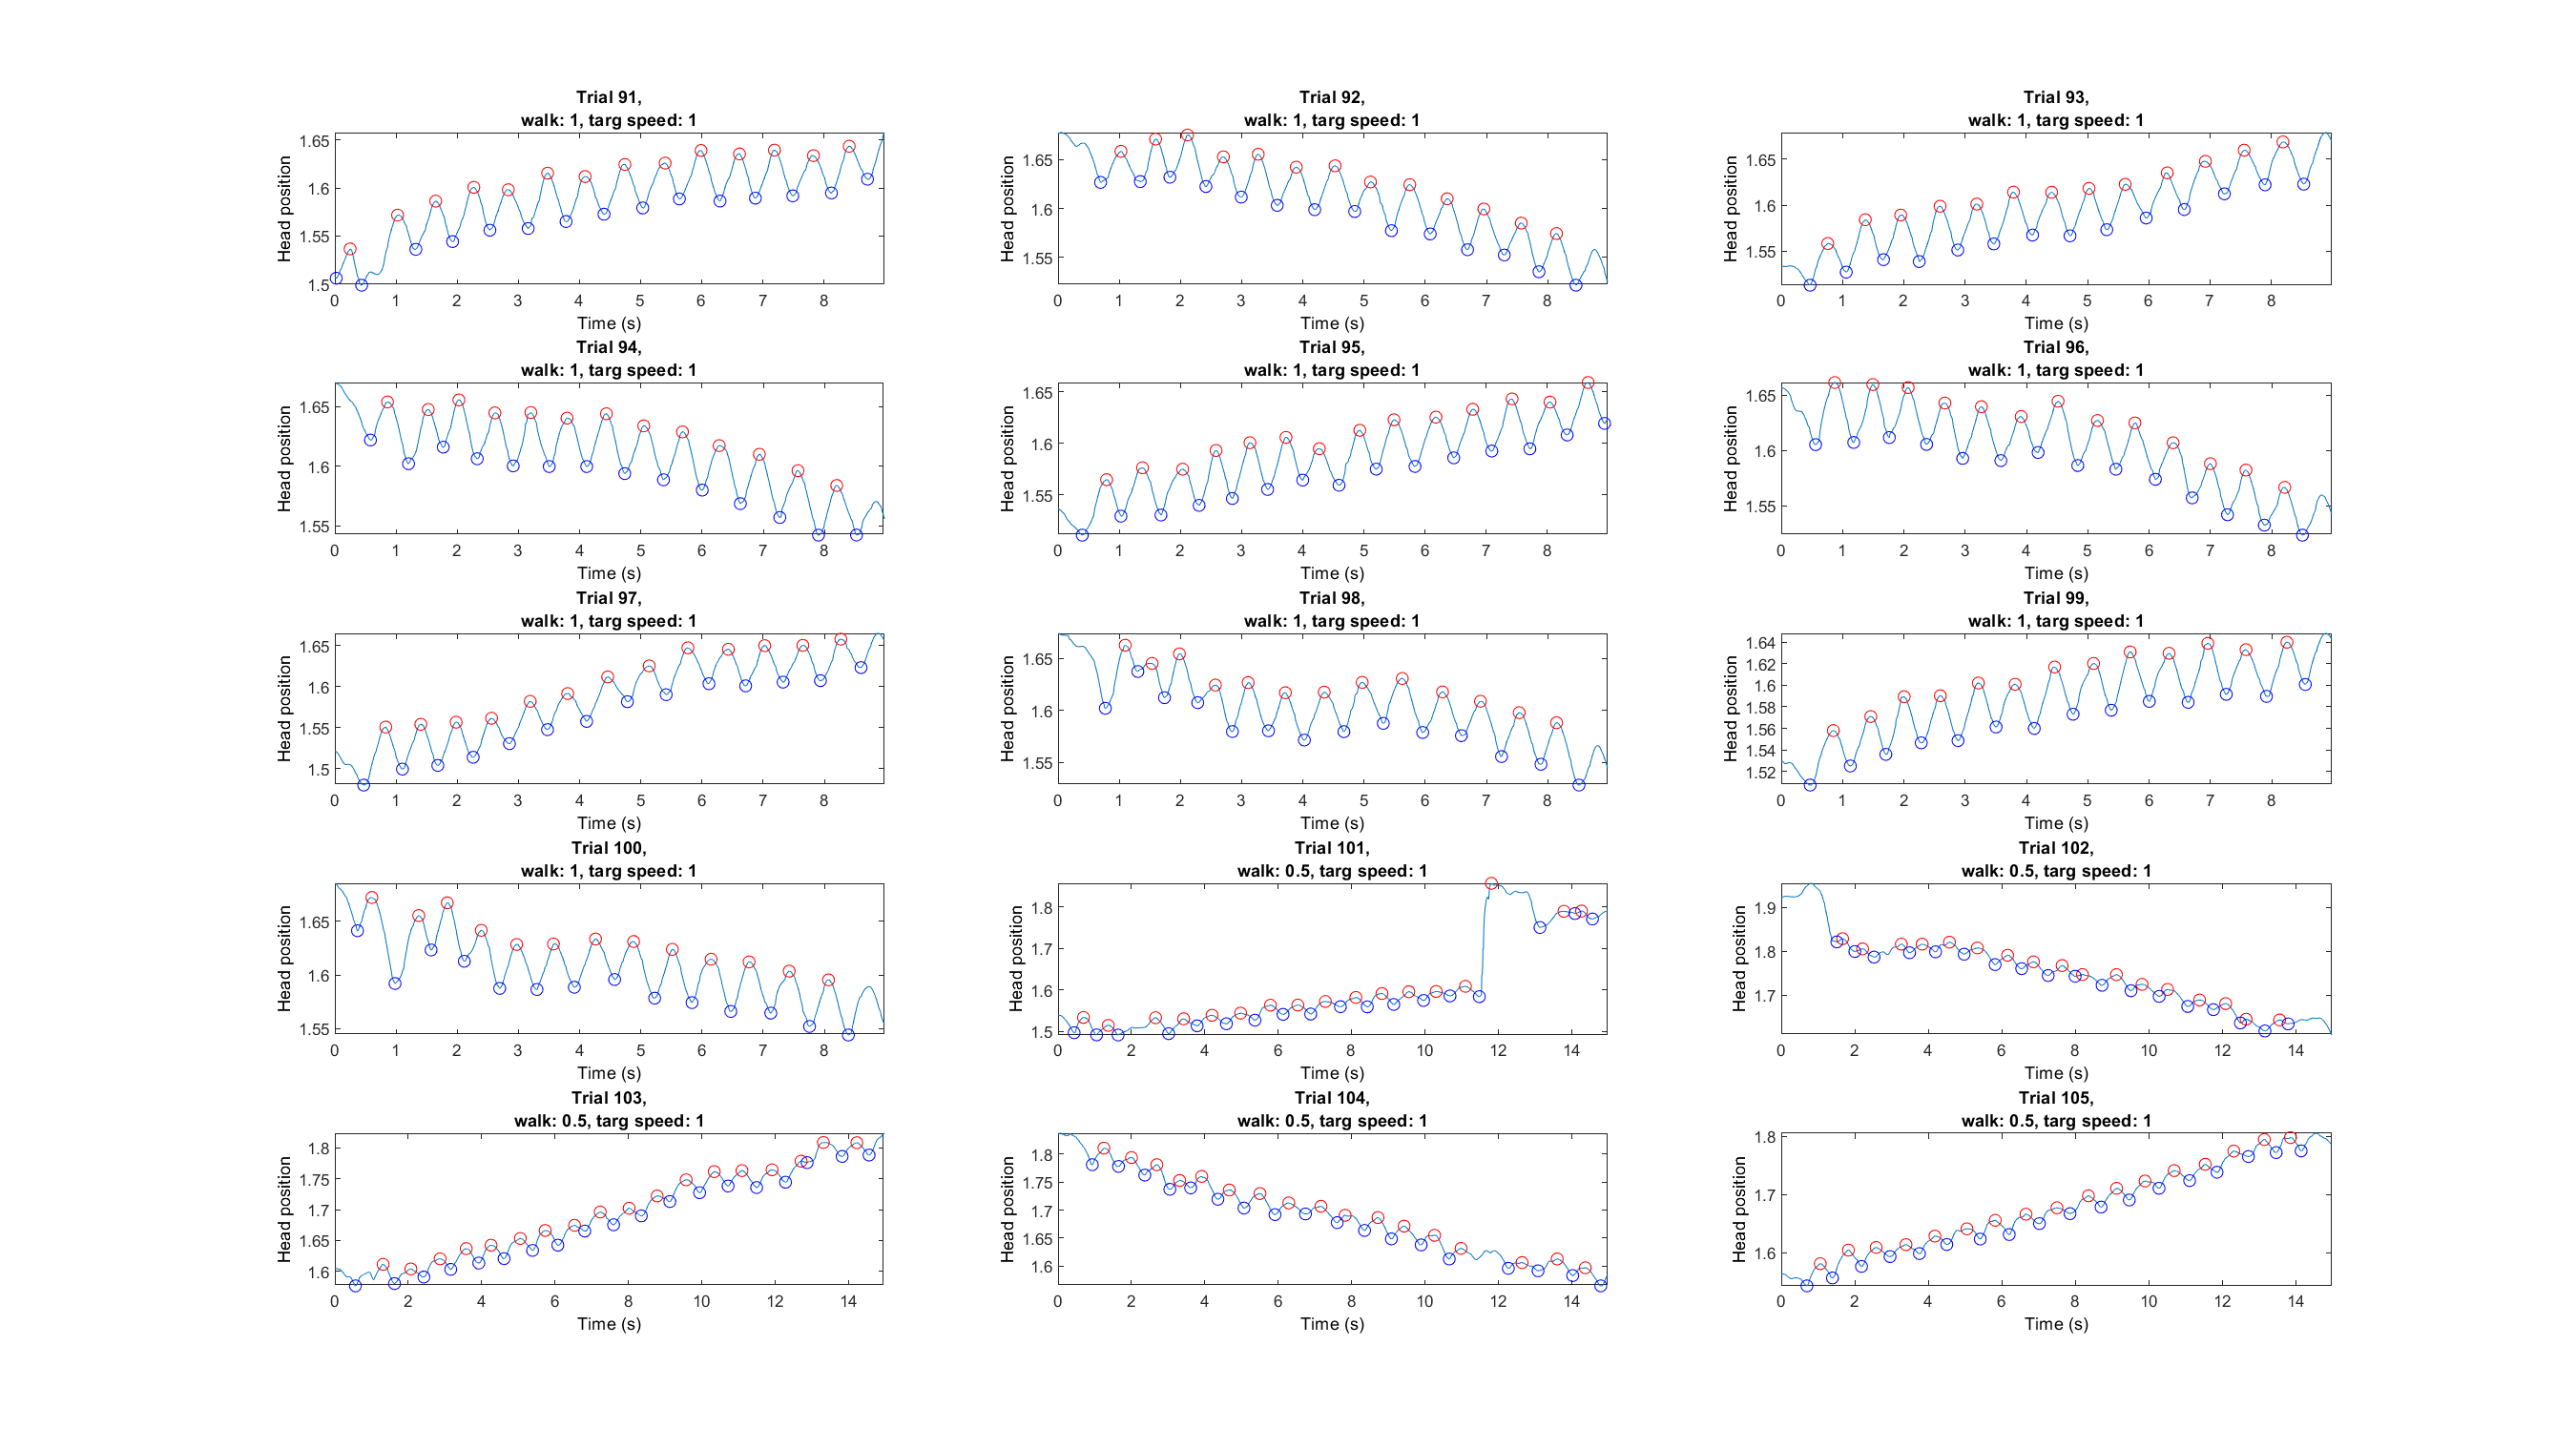 Trial 91,
walk: 1, targ speed: 1
1.65
1.6
1.55
1.5
Head position
0 1 2 3 4 5 6 7 8
Time (s)
Trial 92,
walk: 1, targ speed: 1
1.65
1.6
1.55
Head position
0 1 2 3 4 5 6 7 8
Time (s)
Trial 93,
walk: 1, targ speed: 1
1.65
1.6
1.55
Head position
0 1 2 3 4 5 6 7 8
Time (s)
Trial 94,
walk: 1, targ speed: 1
1.65
1.6
1.55
Head position
0 1 2 3 4 5 6 7 8
Time (s)
Trial 95,
walk: 1, targ speed: 1
1.65
1.6
1.55
Head position
0 1 2 3 4 5 6 7 8
Time (s)
Trial 96,
walk: 1, targ speed: 1
1.65
1.6
1.55
Head position
0 1 2 3 4 5 6 7 8
Time (s)
Trial 97,
walk: 1, targ speed: 1
1.65
1.6
1.55
1.5
Head position
0 1 2 3 4 5 6 7 8
Time (s)
Trial 98,
walk: 1, targ speed: 1
1.65
1.6
1.55
Head position
0 1 2 3 4 5 6 7 8
Time (s)
Trial 99,
walk: 1, targ speed: 1
1.64
1.62
1.6
1.58
1.56
1.54
1.52
Head position
0 1 2 3 4 5 6 7 8
Time (s)
Trial 100,
walk: 1, targ speed: 1
1.65
1.6
1.55
Head position
0 1 2 3 4 5 6 7 8
Time (s)
Trial 101,
walk: 0.5, targ speed: 1
1.8
1.7
1.6
1.5
Head position
0 2 4 6 8 10 12 14
Time (s)
Trial 102,
walk: 0.5, targ speed: 1
1.9
1.8
1.7
Head position
0 2 4 6 8 10 12 14
Time (s)
Trial 103,
walk: 0.5, targ speed: 1
1.8
1.75
1.7
1.65
1.6
Head position
0 2 4 6 8 10 12 14
Time (s)
Trial 104,
walk: 0.5, targ speed: 1
1.8
1.75
1.7
1.65
1.6
Head position
0 2 4 6 8 10 12 14
Time (s)
Trial 105,
walk: 0.5, targ speed: 1
1.8
1.7
1.6
Head position
0 2 4 6 8 10 12 14
Time (s)